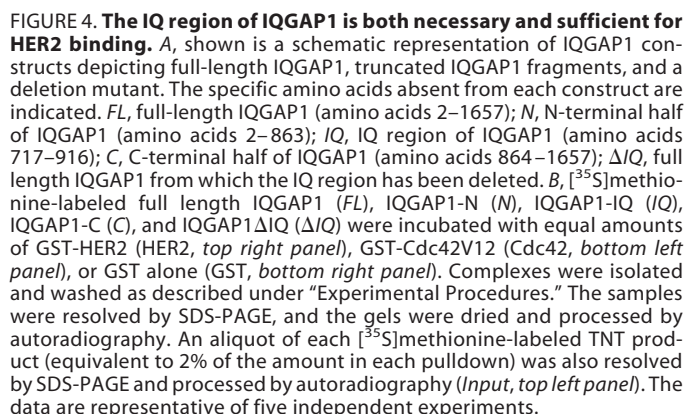 FIGURE 4. The IQ region of IQGAP1 is both necessary and sufficient for
HER2 binding. A, shown is a schematic representation of IQGAP1 con-
structs depicting full-length IQGAP1, truncated IQGAP1 fragments, and a
deletion mutant. The specific amino acids absent from each construct are
indicated. FL, full-length IQGAP1 (amino acids 2–1657); N, N-terminal half
of IQGAP1 (amino acids 2–863); IQ, IQ region of IQGAP1 (amino acids
717–916); C, C-terminal half of IQGAP1 (amino acids 864–1657); ΔIQ, full
length IQGAP1 from which the IQ region has been deleted. B, [³⁵S]methio-
nine-labeled full length IQGAP1 (FL), IQGAP1-N (N), IQGAP1-IQ (IQ),
IQGAP1-C (C), and IQGAP1ΔIQ (ΔIQ) were incubated with equal amounts
of GST-HER2 (HER2, top right panel), GST-Cdc42V12 (Cdc42, bottom left
panel), or GST alone (GST, bottom right panel). Complexes were isolated
and washed as described under “Experimental Procedures.” The samples
were resolved by SDS-PAGE, and the gels were dried and processed by
autoradiography. An aliquot of each [³⁵S]methionine-labeled TNT prod-
uct (equivalent to 2% of the amount in each pulldown) was also resolved
by SDS-PAGE and processed by autoradiography (Input, top left panel). The
data are representative of five independent experiments.